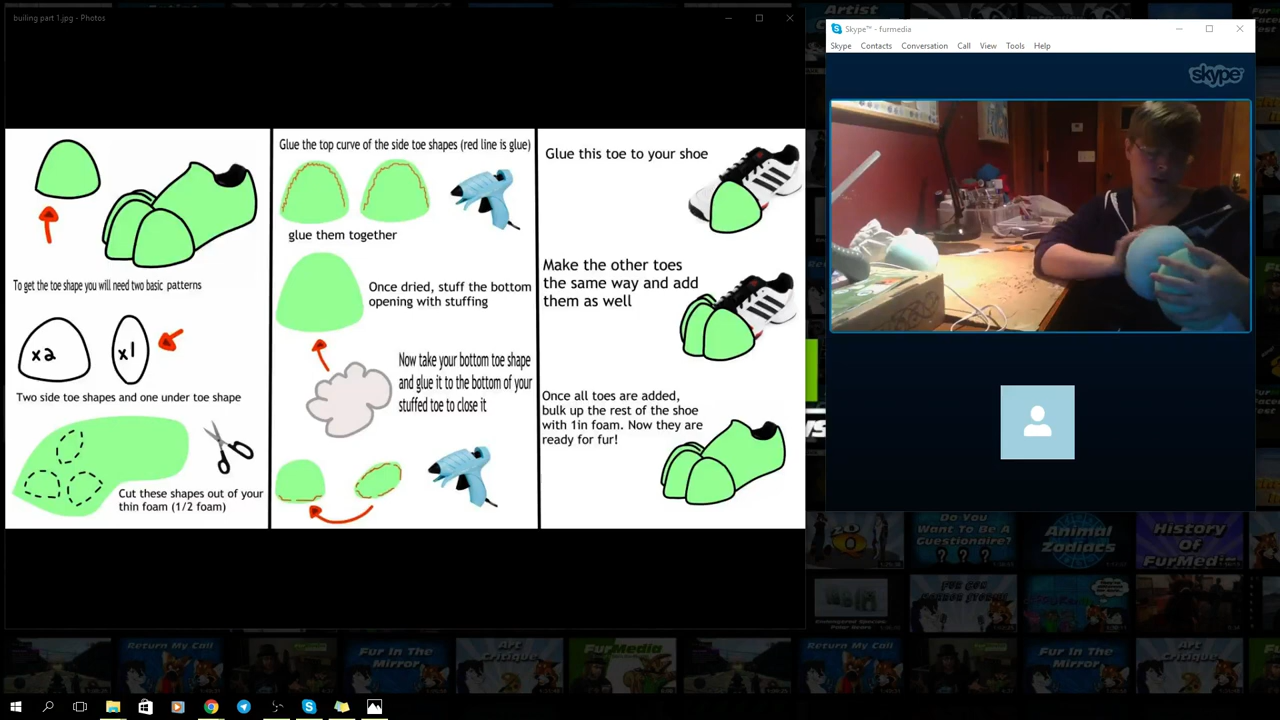 builing part 1.jpg - Photos
Skype™ - furmedia
Skype Contacts Conversation Call View Tools Help
skype
To get the toe shape you will need two basic patterns
x2
x1
Two side toe shapes and one under toe shape
Cut these shapes out of your
thin foam (1/2 foam)
Glue the top curve of the side toe shapes (red line is glue)
glue them together
Once dried, stuff the bottom
opening with stuffing
Now take your bottom toe shape
and glue it to the bottom of your
stuffed toe to close it
Glue this toe to your shoe
Make the other toes
the same way and add
them as well
Once all toes are added,
bulk up the rest of the shoe
with 1in foam. Now they are
ready for fur!
Do You
Want To Be A
Guestionaire?
? ? ?
Animal
Zodiacs
History
Of
FurMedia
Return My Call
Fur In The
Mirror
Art
Critique
FurMedia
Return My Call
Fur In The
Mirror
Art
Critique